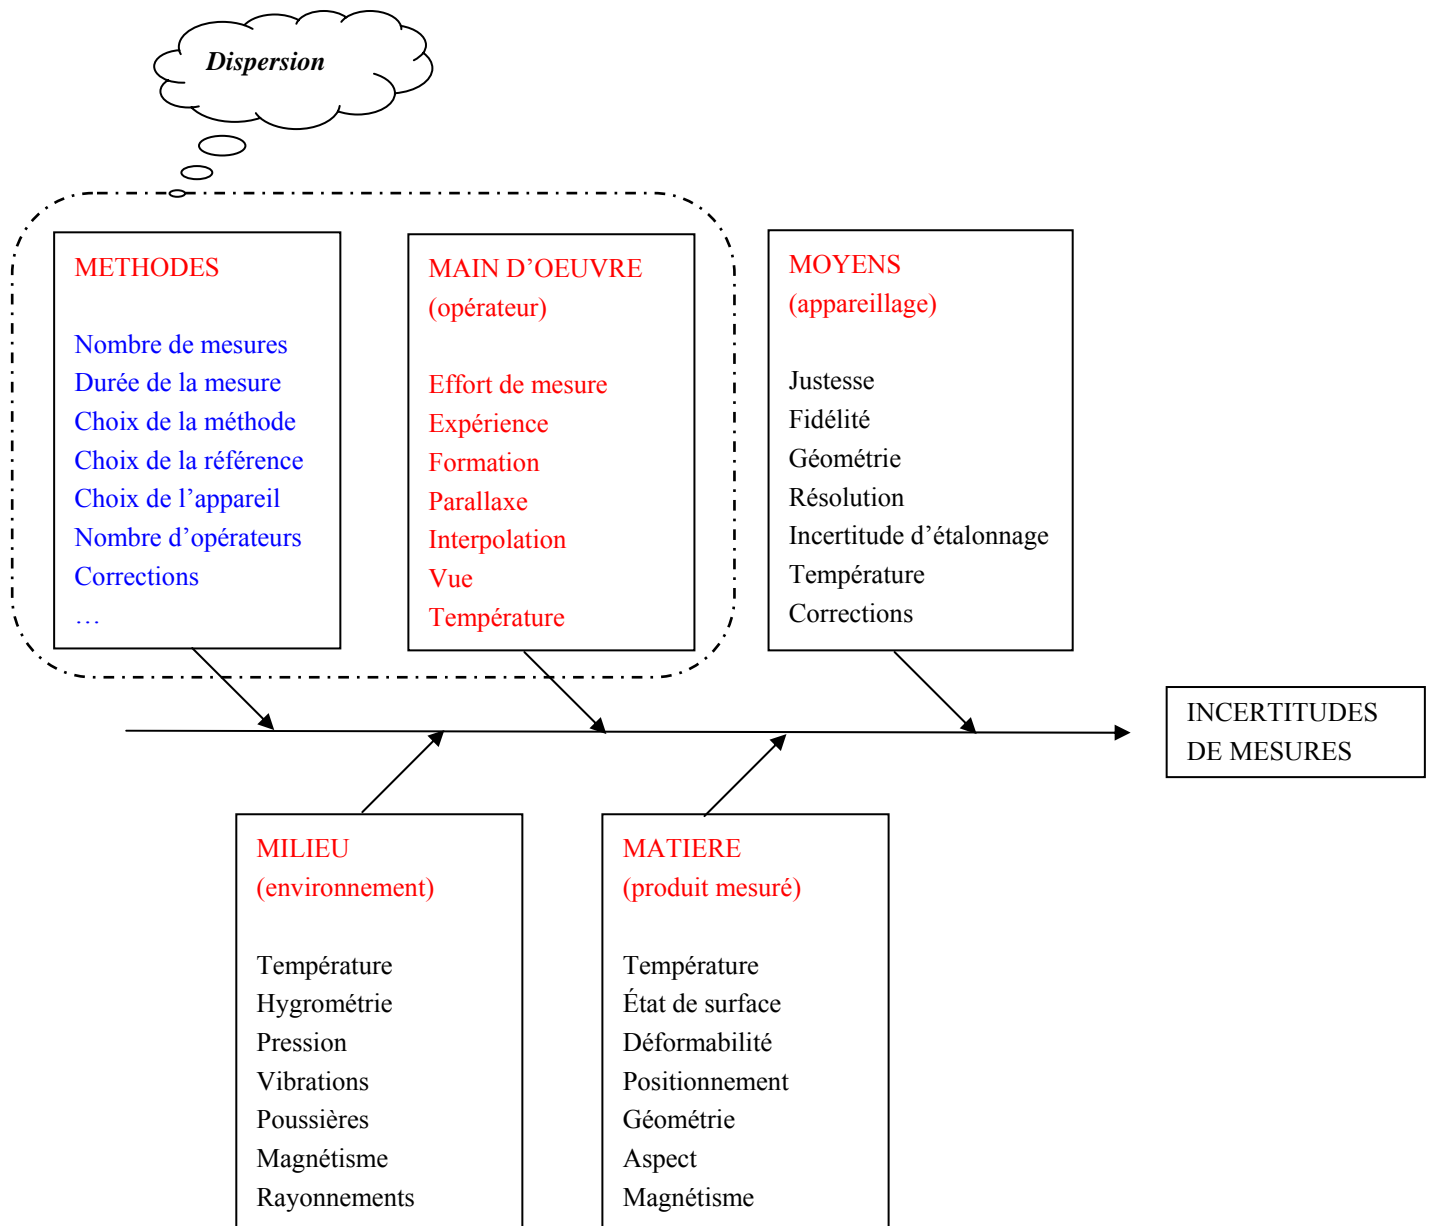 Dispersion
METHODES
Nombre de mesures
Durée de la mesure
Choix de la méthode
Choix de la référence
Choix de l’appareil
Nombre d’opérateurs
Corrections
…
MAIN D’OEUVRE
(opérateur)
Effort de mesure
Expérience
Formation
Parallaxe
Interpolation
Vue
Température
MOYENS
(appareillage)
Justesse
Fidélité
Géométrie
Résolution
Incertitude d’étalonnage
Température
Corrections
INCERTITUDES
DE MESURES
MILIEU
(environnement)
Température
Hygrométrie
Pression
Vibrations
Poussières
Magnétisme
Rayonnements
MATIERE
(produit mesuré)
Température
État de surface
Déformabilité
Positionnement
Géométrie
Aspect
Magnétisme